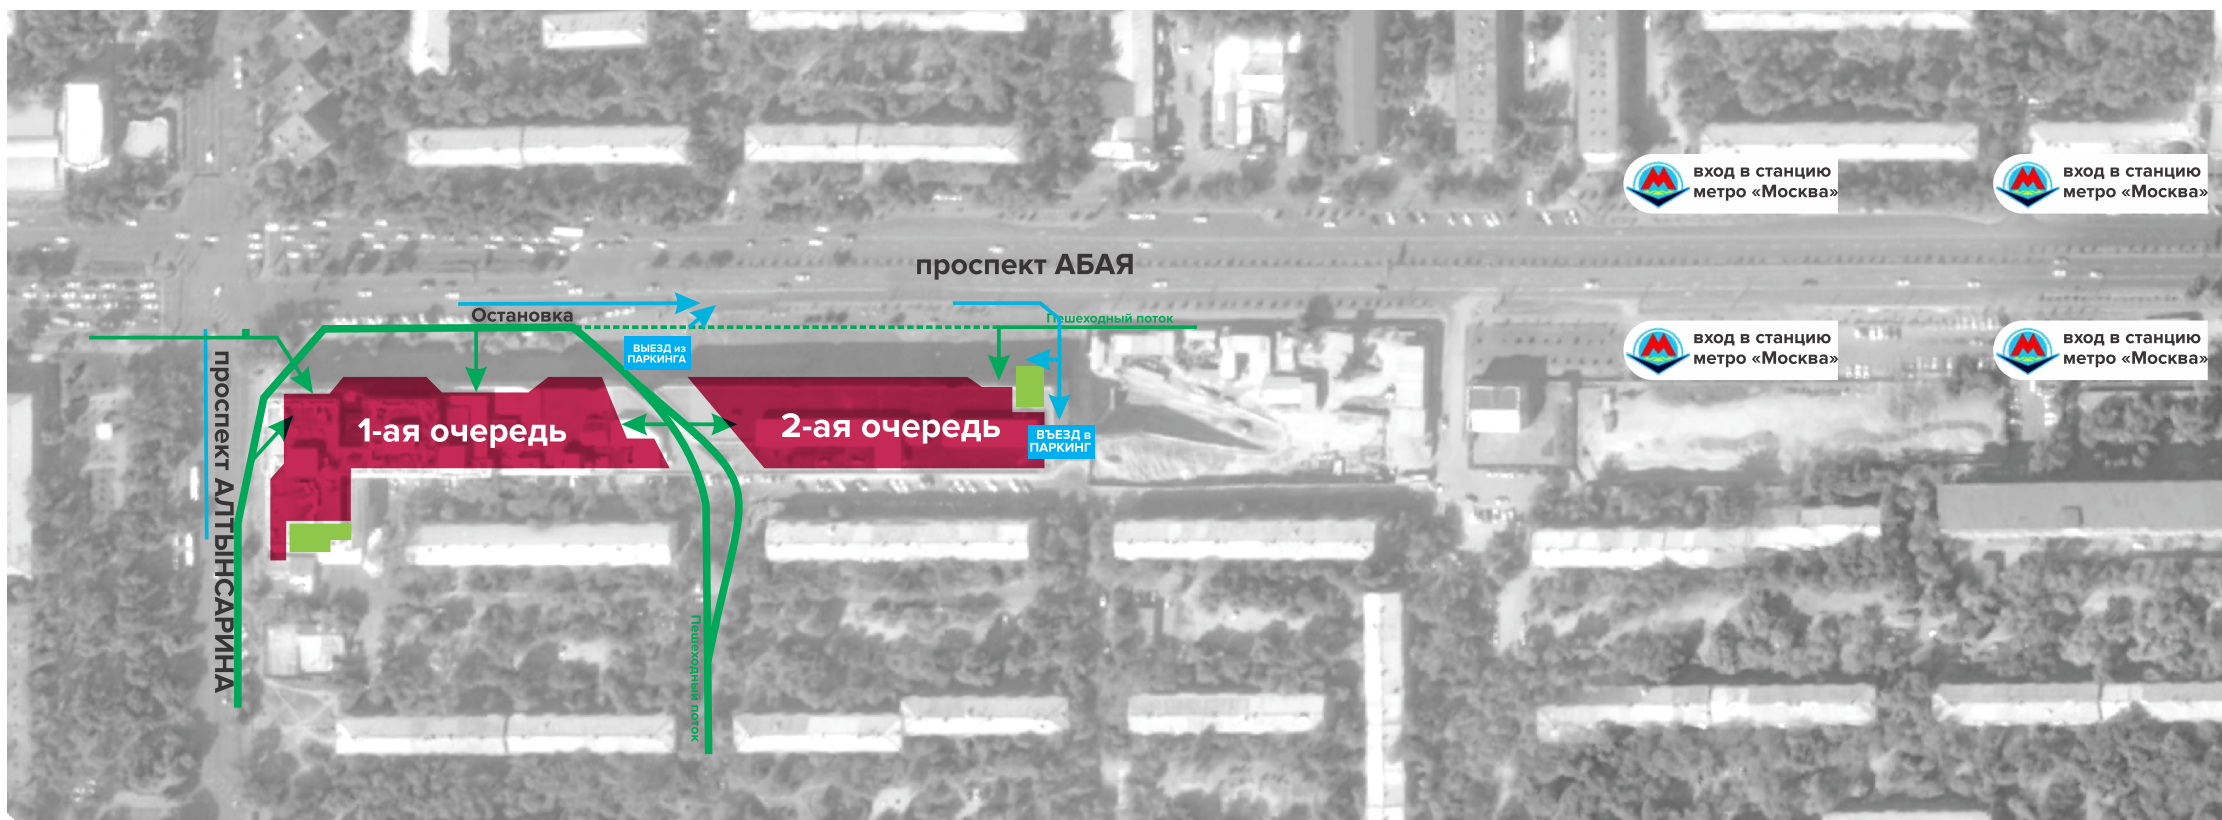 вход в станцию
метро «Москва»
вход в станцию
метро «Москва»
проспект АБАЯ
Остановка
Пешеходный поток
ВЫЕЗД из
ПАРКИНГА
вход в станцию
метро «Москва»
вход в станцию
метро «Москва»
проспект АЛТЫНСАРИНА
1-ая очередь
2-ая очередь
ВЪЕЗД в
ПАРКИНГ
Пешеходный поток